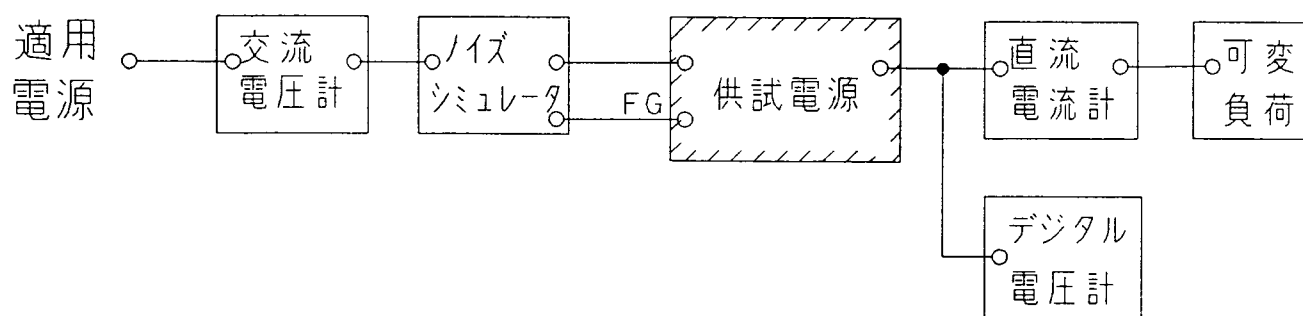 適用
電源
交流
電圧計
ノイズ
シミュレータ
FG
供試電源
直流
電流計
可変
負荷
デジタル
電圧計